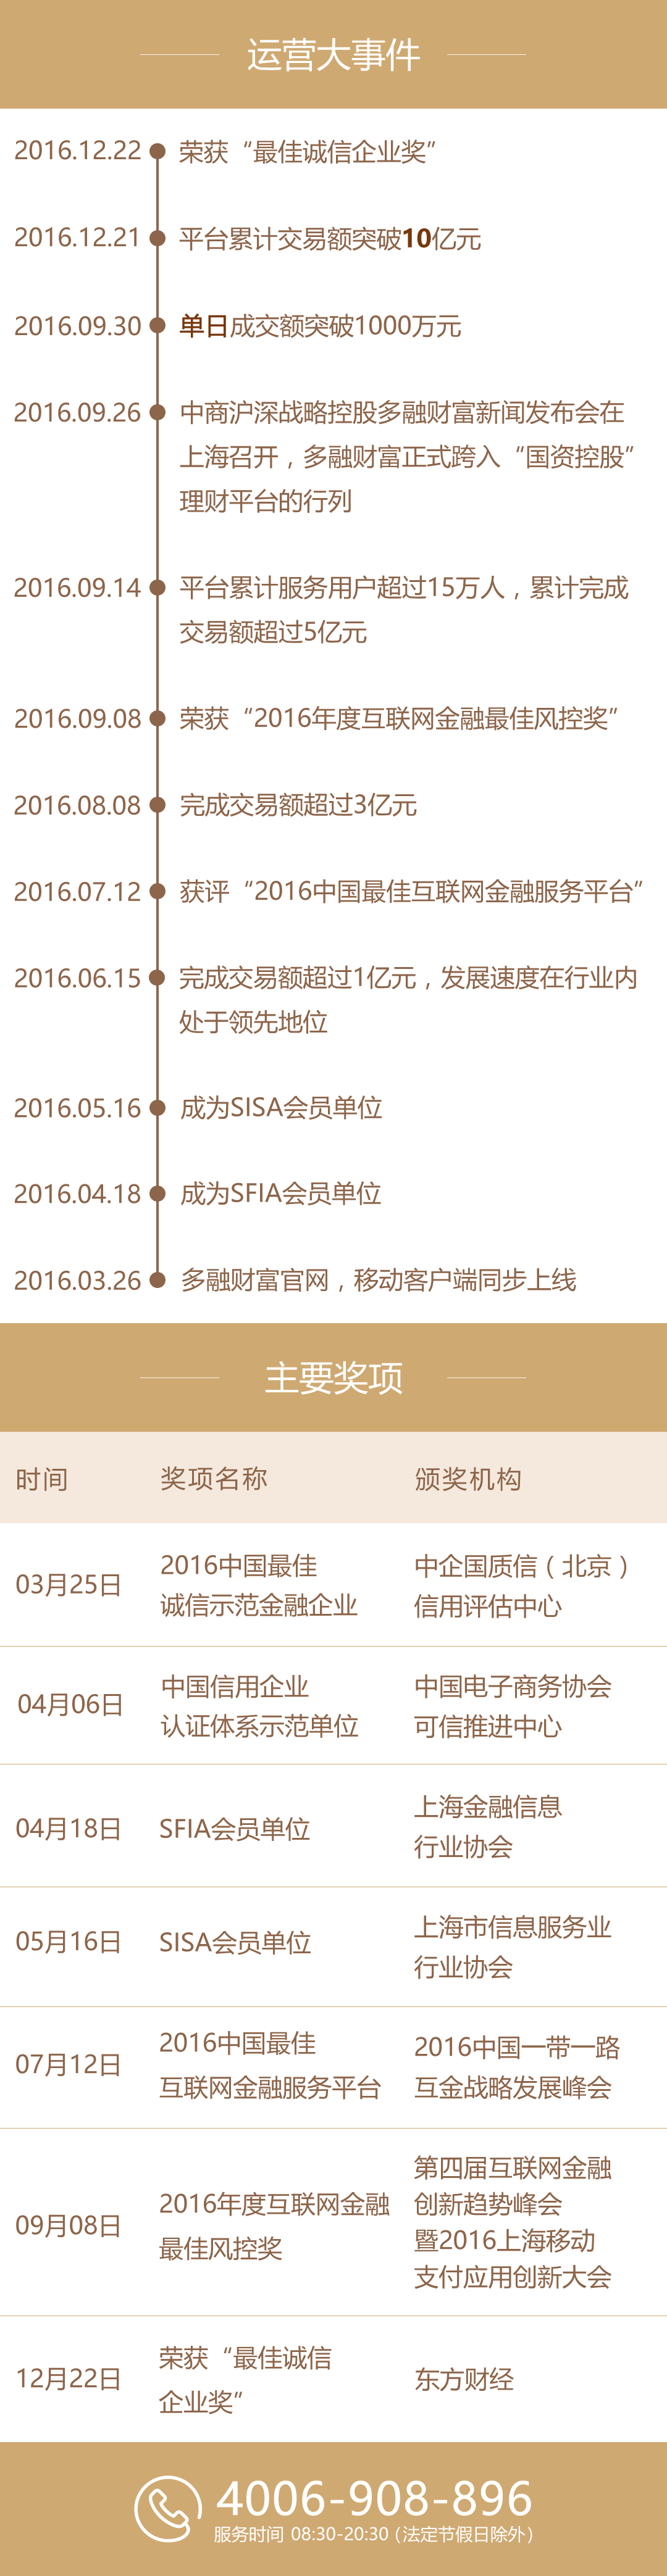 运营大事件
2016.12.22 荣获“最佳诚信企业奖”
2016.12.21 平台累计交易额突破10亿元
2016.09.30 单日成交额突破1000万元
2016.09.26 中商沪深战略控股多融财富新闻发布会在
上海召开，多融财富正式跨入“国资控股”
理财平台的行列
2016.09.14 平台累计服务用户超过15万人，累计完成
交易额超过5亿元
2016.09.08 荣获“2016年度互联网金融最佳风控奖”
2016.08.08 完成交易额超过3亿元
2016.07.12 获评“2016中国最佳互联网金融服务平台”
2016.06.15 完成交易额超过1亿元，发展速度在行业内
处于领先地位
2016.05.16 成为SISA会员单位
2016.04.18 成为SFIA会员单位
2016.03.26 多融财富官网，移动客户端同步上线
主要奖项
时间 奖项名称 颁奖机构
03月25日
2016中国最佳
诚信示范金融企业
中企国质信（北京）
信用评估中心
04月06日
中国信用企业
认证体系示范单位
中国电子商务协会
可信推进中心
04月18日
SFIA会员单位
上海金融信息
行业协会
05月16日
SISA会员单位
上海市信息服务业
行业协会
07月12日
2016中国最佳
互联网金融服务平台
2016中国一带一路
互金战略发展峰会
09月08日
2016年度互联网金融
最佳风控奖
第四届互联网金融
创新趋势峰会
暨2016上海移动
支付应用创新大会
12月22日
荣获“最佳诚信
企业奖”
东方财经
4006-908-896
服务时间 08:30-20:30（法定节假日除外）